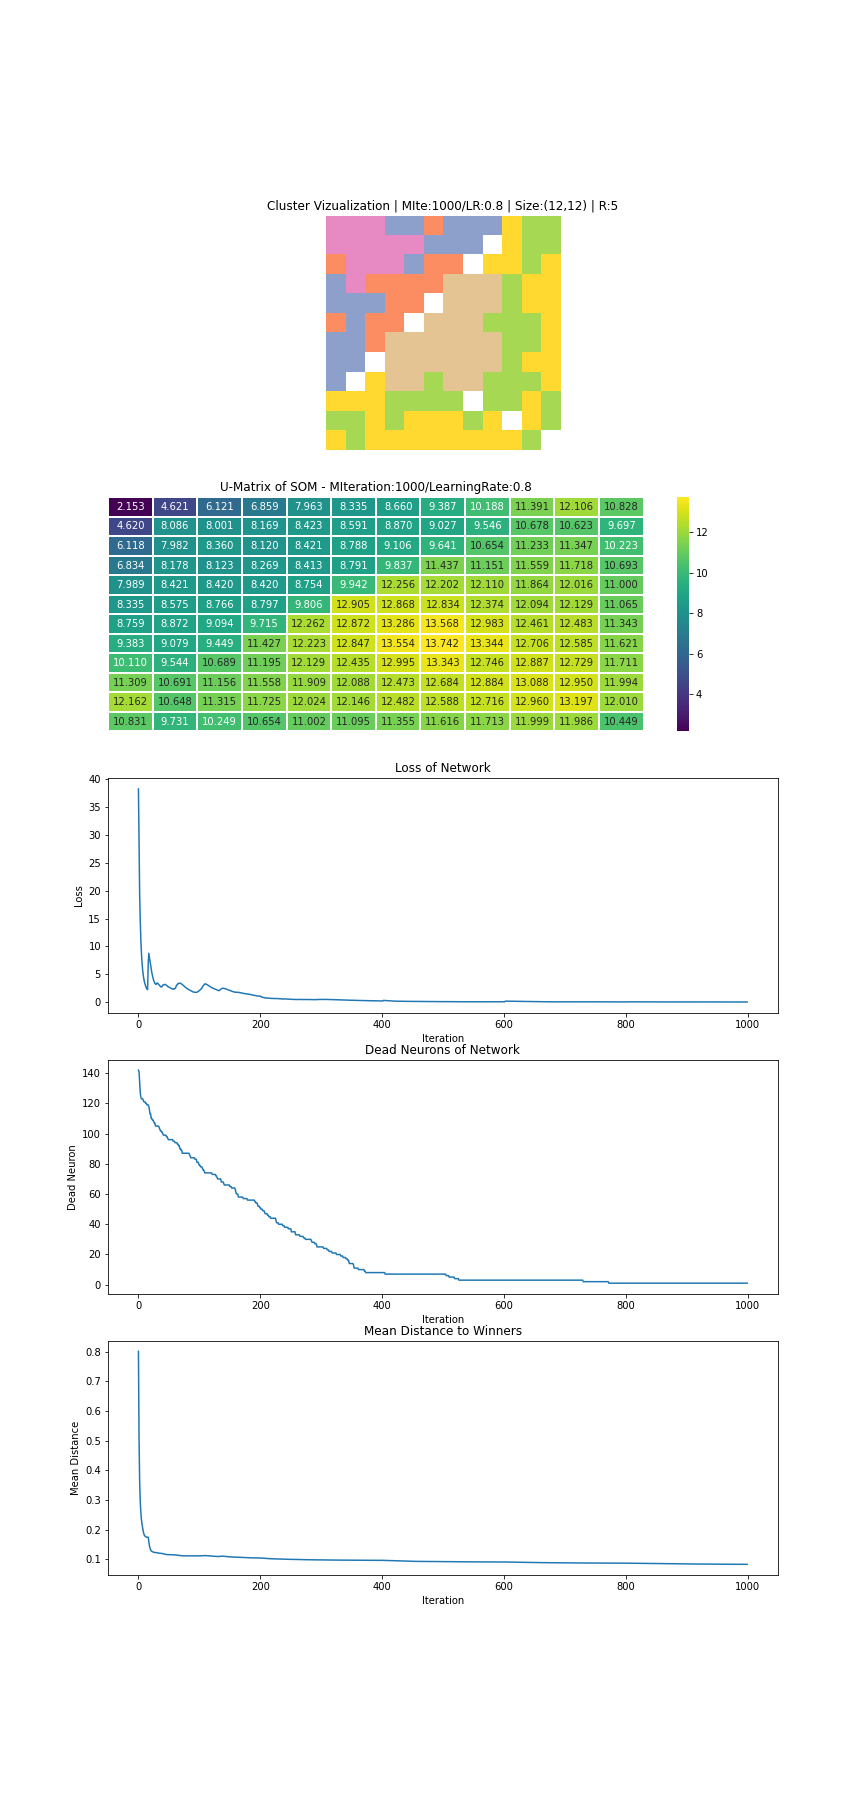 Cluster Vizualization | MIte:1000/LR:0.8 | Size:(12,12) | R:5
U-Matrix of SOM - MIteration:1000/LearningRate:0.8
2.153 4.621 6.121 6.859 7.963 8.335 8.660 9.387 10.188 11.391 12.106 10.828
4.620 8.086 8.001 8.169 8.423 8.591 8.870 9.027 9.546 10.678 10.623 9.697
6.118 7.982 8.360 8.120 8.421 8.788 9.106 9.641 10.654 11.233 11.347 10.223
6.834 8.178 8.123 8.269 8.413 8.791 9.837 11.437 11.151 11.559 11.718 10.693
7.989 8.421 8.420 8.420 8.754 9.942 12.256 12.202 12.110 11.864 12.016 11.000
8.335 8.575 8.766 8.797 9.806 12.905 12.868 12.834 12.374 12.094 12.129 11.065
8.759 8.872 9.094 9.715 12.262 12.872 13.286 13.568 12.983 12.461 12.483 11.343
9.383 9.079 9.449 11.427 12.223 12.847 13.554 13.742 13.344 12.706 12.585 11.621
10.110 9.544 10.689 11.195 12.129 12.435 12.995 13.343 12.746 12.887 12.729 11.711
11.309 10.691 11.156 11.558 11.909 12.088 12.473 12.684 12.884 13.088 12.950 11.994
12.162 10.648 11.315 11.725 12.024 12.146 12.482 12.588 12.716 12.960 13.197 12.010
10.831 9.731 10.249 10.654 11.002 11.095 11.355 11.616 11.713 11.999 11.986 10.449
12
10
8
6
4
Loss of Network
40
35
30
25
20
15
10
5
0
Loss
0 200 400 600 800 1000
Iteration
Dead Neurons of Network
140
120
100
80
60
40
20
0
Dead Neuron
0 200 400 600 800 1000
Iteration
Mean Distance to Winners
0.8
0.7
0.6
0.5
0.4
0.3
0.2
0.1
Mean Distance
0 200 400 600 800 1000
Iteration